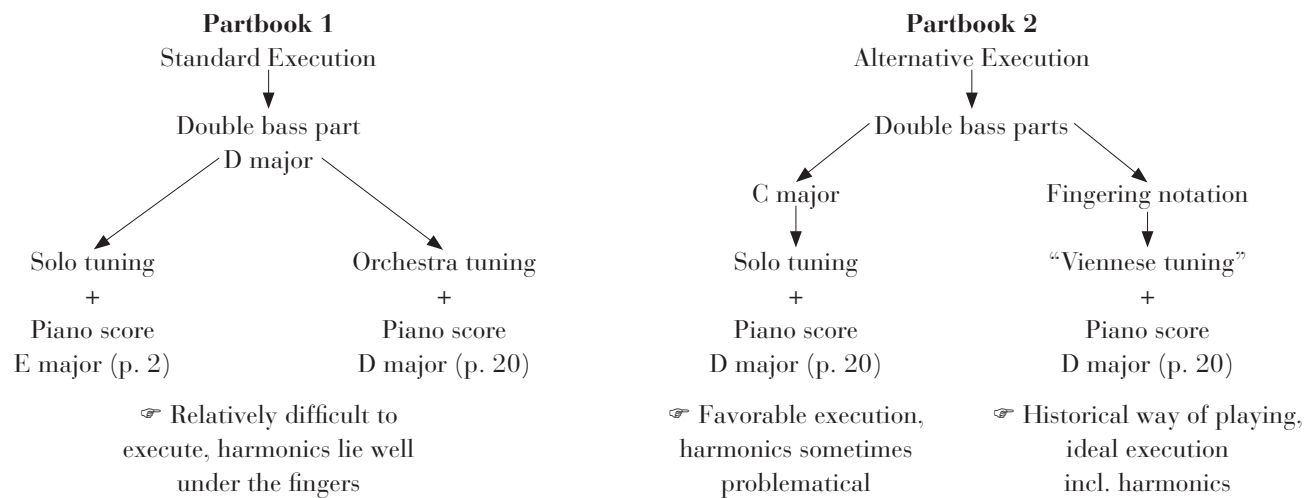 Partbook 1
Standard Execution
Double bass part
D major
Solo tuning
+
Piano score
E major (p. 2)
Orchestra tuning
+
Piano score
D major (p. 20)
☞ Relatively difficult to
execute, harmonics lie well
under the fingers
Partbook 2
Alternative Execution
Double bass parts
C major
Solo tuning
+
Piano score
D major (p. 20)
☞ Favorable execution,
harmonics sometimes
problematical
Fingering notation
“Viennese tuning”
+
Piano score
D major (p. 20)
☞ Historical way of playing,
ideal execution
incl. harmonics